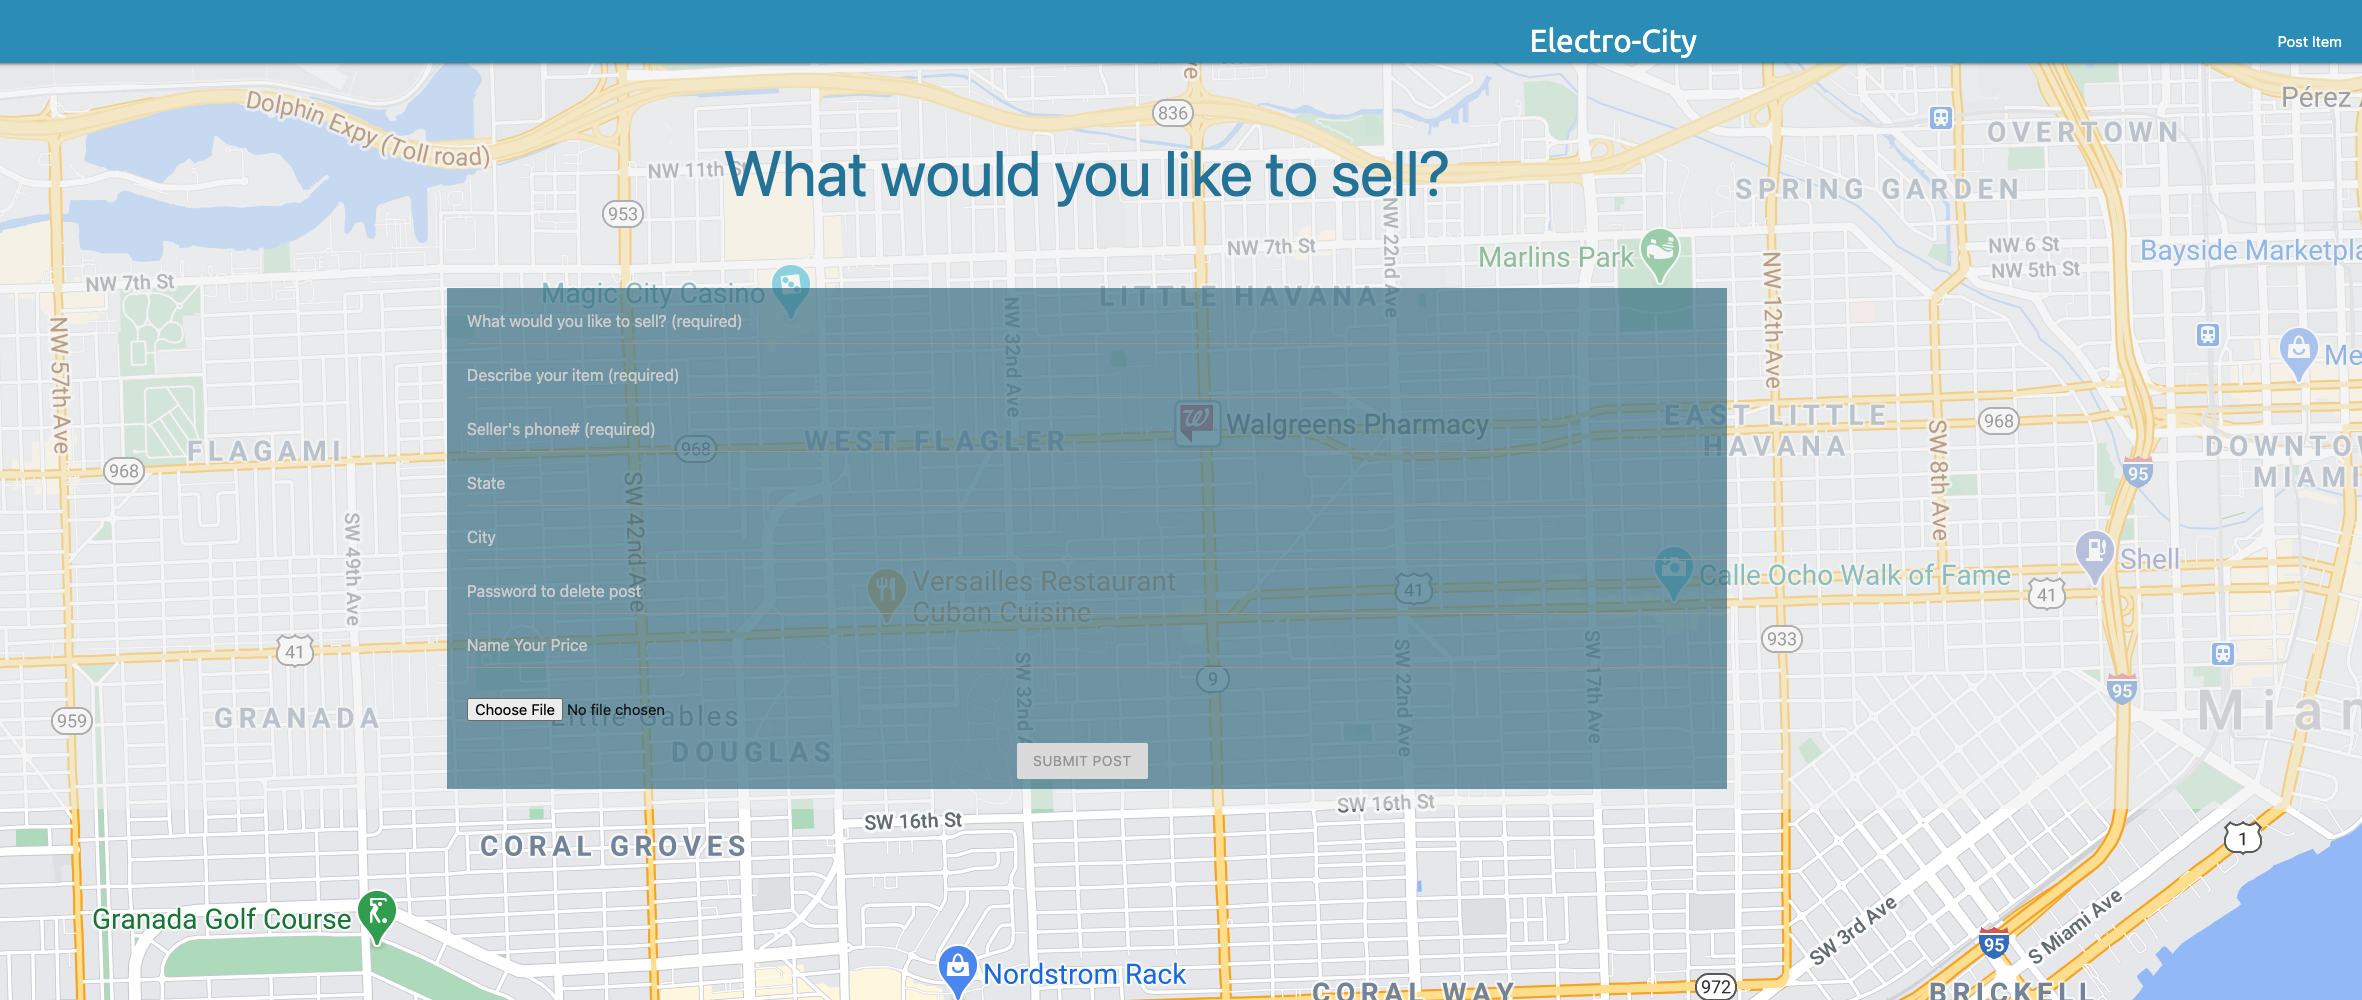 Electro-City
Post Item
Dolphin Expy (Toll road)
836
Pérez
OVERTOWN
NW 11th St
What would you like to sell?
SPRING GARDEN
953
NW 22nd Ave
NW 7th St
NW 6 St
NW 5th St
Bayside Marketpla
Marlins Park
NW 7th St
Magic City Casino
LITTLE HAVANA
NW 12th Ave
NW 57th Ave
NW 32nd Ave
What would you like to sell? (required)
Describe your item (required)
Seller's phone# (required)
Me
Walgreens Pharmacy
EAST LITTLE
HAVANA
968
SW 8th Ave
DOWNTOW
MIAMI
WEST FLAGLER
968
FLAGAMI
968
95
State
SW 42nd Ave
SW 49th Ave
City
Shell
Password to delete post
Versailles Restaurant
Cuban Cuisine
41
Calle Ocho Walk of Fame
41
Name Your Price
41
933
SW 32nd A
SW 22nd Ave
SW 17th Ave
9
95
959
GRANADA
Choose File No file chosen
Little Gables
Miam
DOUGLAS
SUBMIT POST
SW 16th St
SW 16th St
CORAL GROVES
1
Granada Golf Course
SW 3rd Ave
S Miami Ave
95
Nordstrom Rack
CORAL WAY
972
BRICKELL